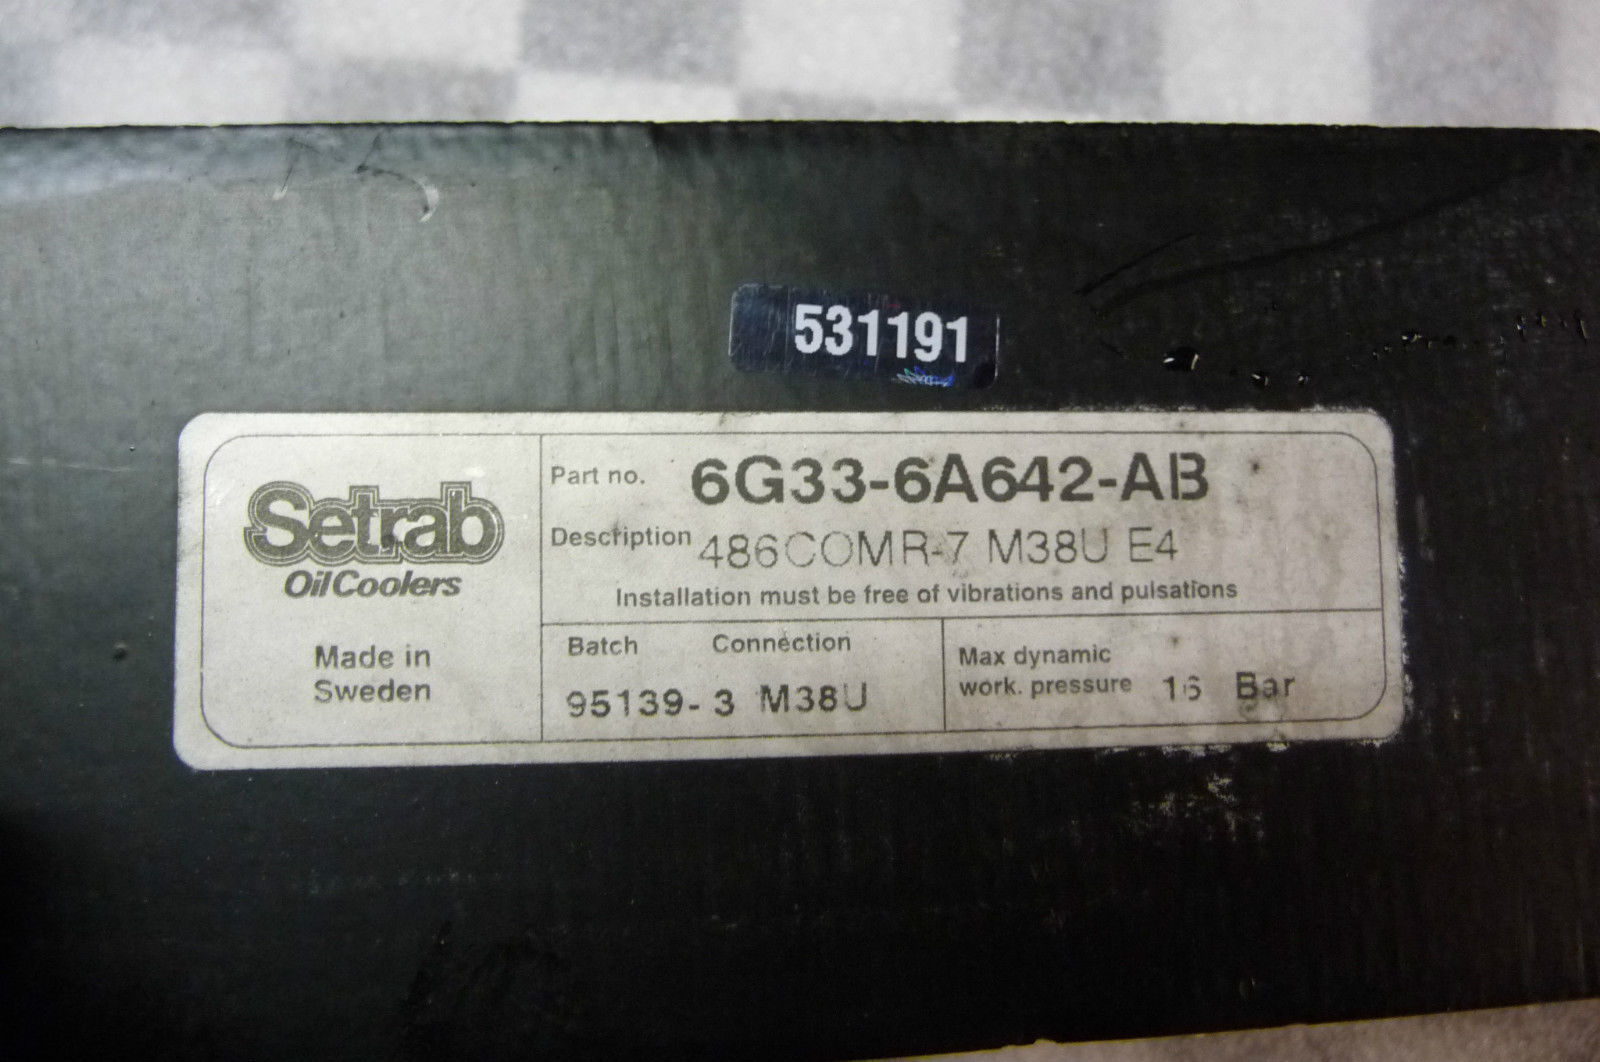 531191
Setrab
Oil Coolers
Made in
Sweden
Part no. 6G33-6A642-AB
Description 486COMR-7 M38U E4
Installation must be free of vibrations and pulsations
Batch Connection
95139-3 M38U
Max dynamic
work. pressure 16 Bar